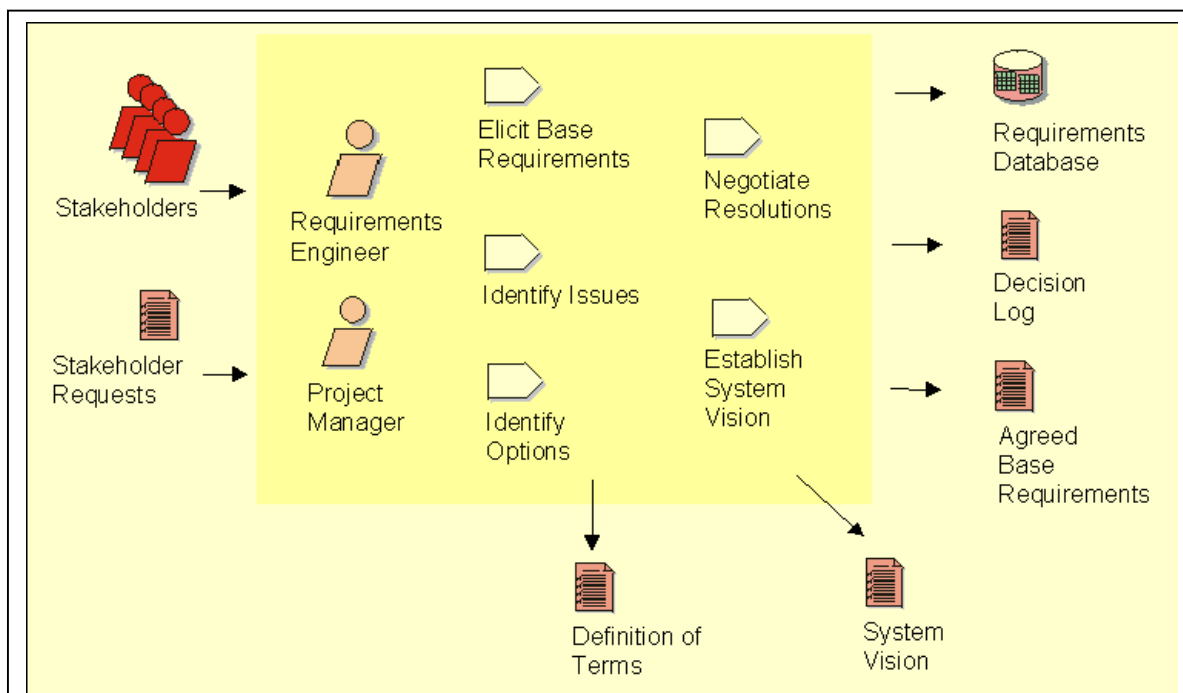 Stakeholders
Stakeholder
Requests
Requirements
Engineer
Project
Manager
Elicit Base
Requirements
Identify Issues
Identify
Options
Negotiate
Resolutions
Establish
System
Vision
Requirements
Database
Decision
Log
Agreed
Base
Requirements
Definition of
Terms
System
Vision